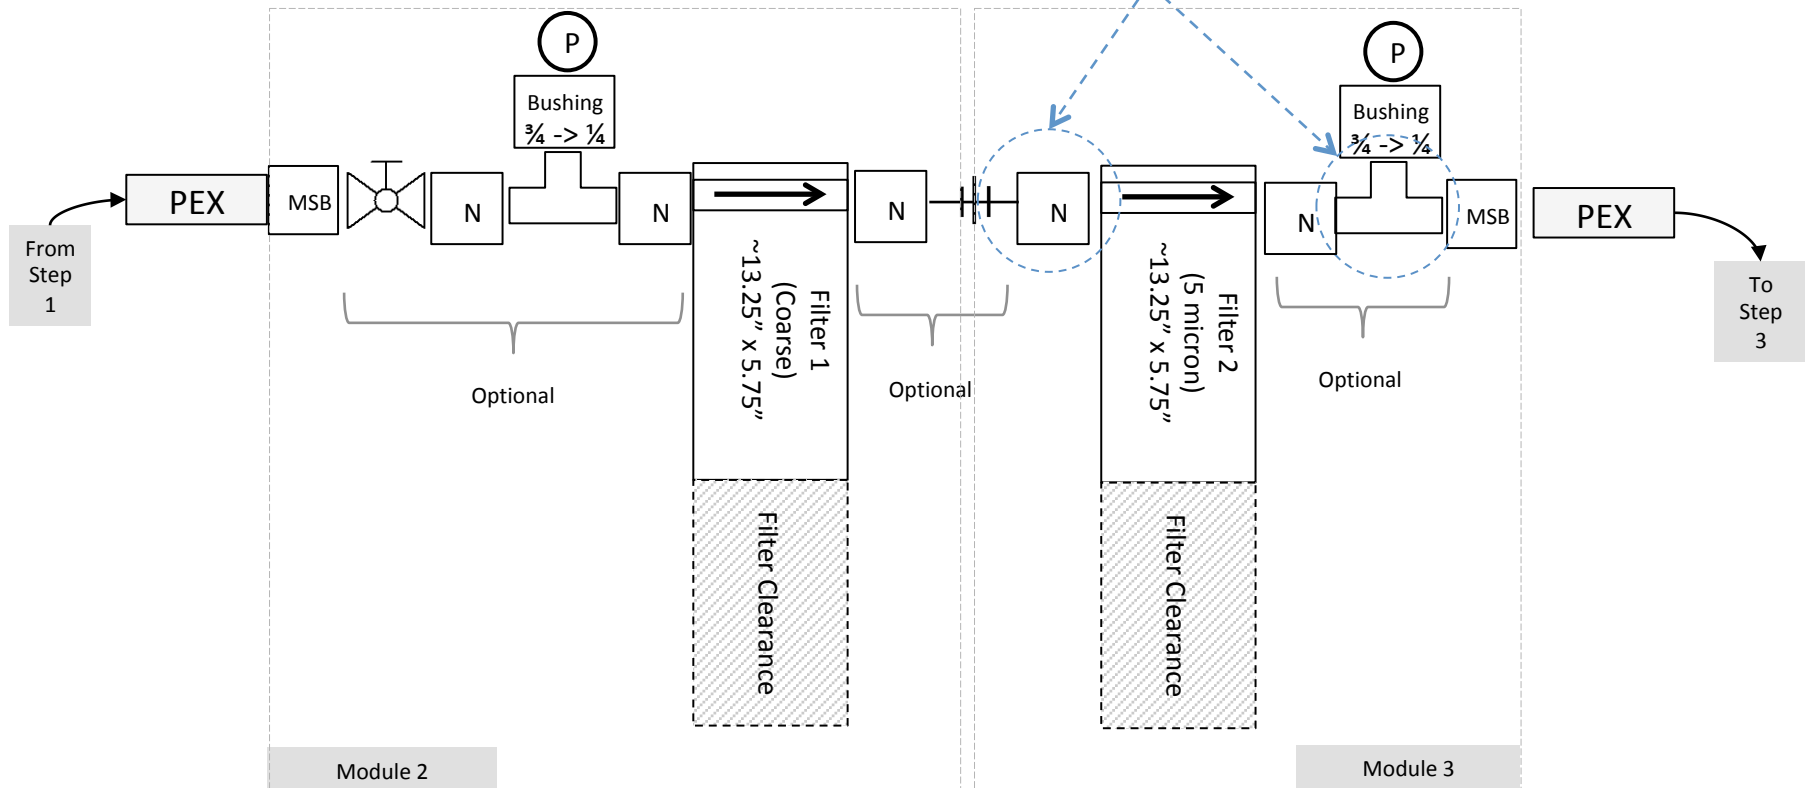 P
Bushing
¾ -> ¼
PEX
MSB
N
N
N
N
From
Step
1
Optional
Filter 1
(Coarse)
~13.25” x 5.75”
Filter Clearance
Optional
Module 2
P
Bushing
¾ -> ¼
N
MSB
PEX
Filter 2
(5 micron)
~13.25” x 5.75”
Filter Clearance
Optional
To
Step
3
Module 3